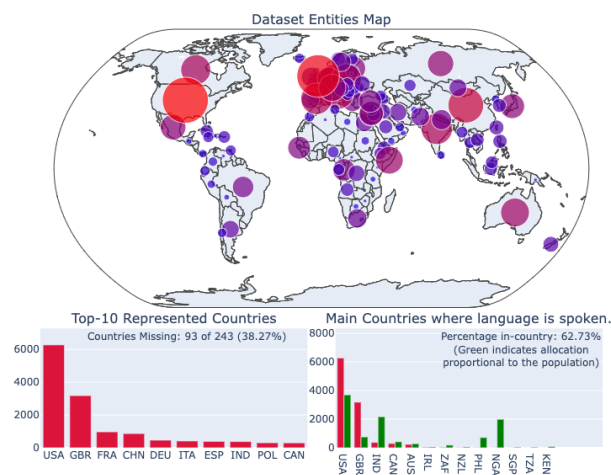 Dataset Entities Map
Top-10 Represented Countries
Countries Missing: 93 of 243 (38.27%)
6000
4000
2000
0
USA GBR FRA CHN DEU ITA ESP IND POL CAN
Main Countries where language is spoken.
8000
Percentage in-country: 62.73%
(Green indicates allocation
proportional to the population)
6000
4000
2000
0
USA
GBR
IND
CAN
AUS
IRL
ZAF
NZL
PHL
NGA
SGP
TZA
KEN